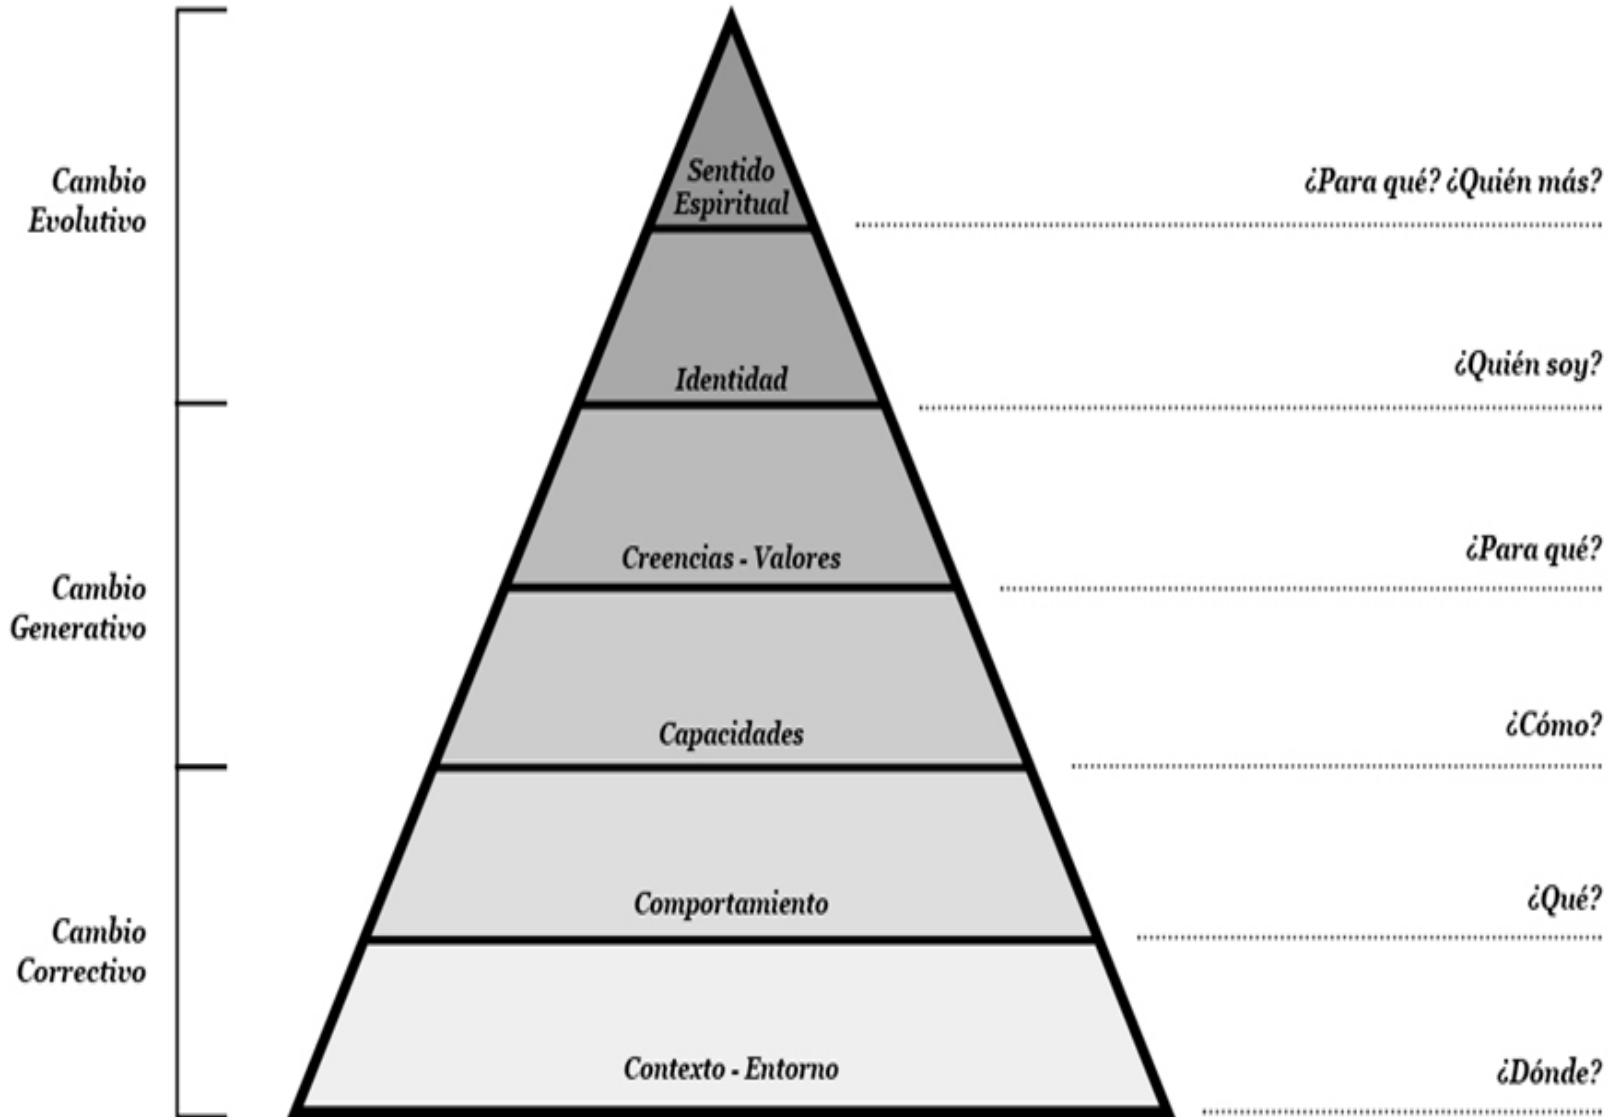 Sentido
Espiritual
Cambio
Evolutivo
¿Para qué? ¿Quién más?
Identidad
¿Quién soy?
Creencias - Valores
¿Para qué?
Cambio
Generativo
Capacidades
¿Cómo?
Comportamiento
¿Qué?
Cambio
Correctivo
Contexto - Entorno
¿Dónde?